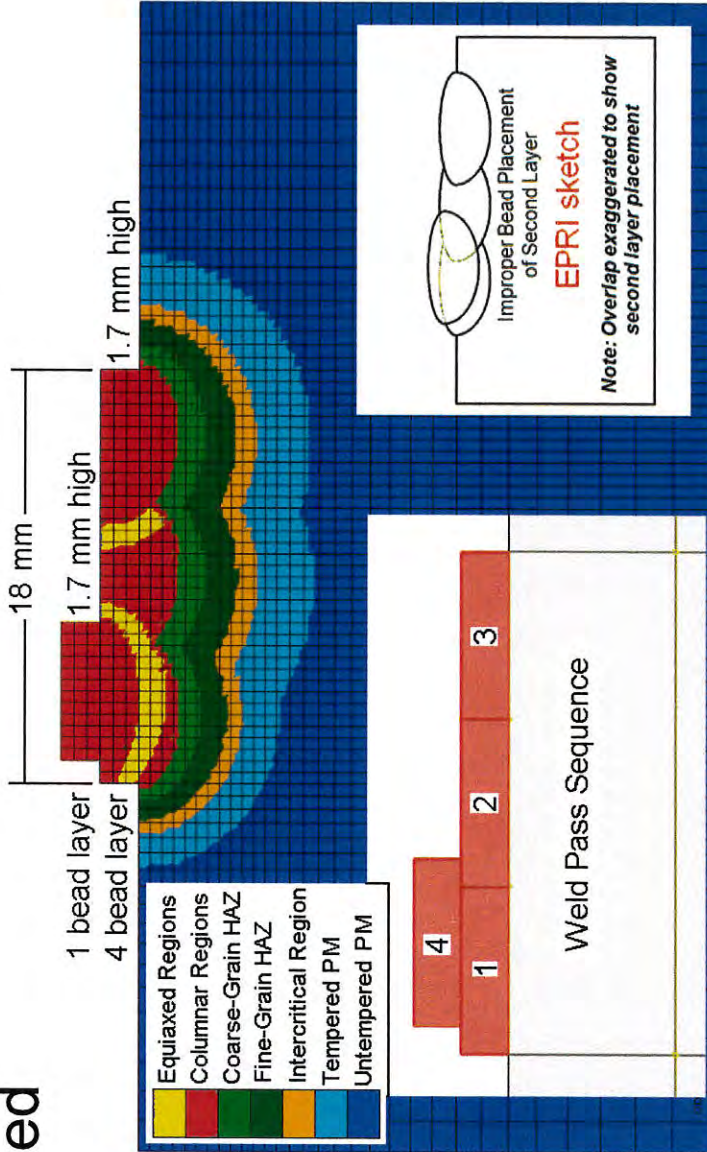 ed
18 mm
1 bead layer
1.7 mm high
4 bead layer
1.7 mm high
Equiaxed Regions
Columnar Regions
Coarse-Grain HAZ
Fine-Grain HAZ
Intercritical Region
Tempered PM
Untempered PM
4
1
2
3
Weld Pass Sequence
Improper Bead Placement
of Second Layer
EPRI sketch
Note: Overlap exaggerated to show
second layer placement